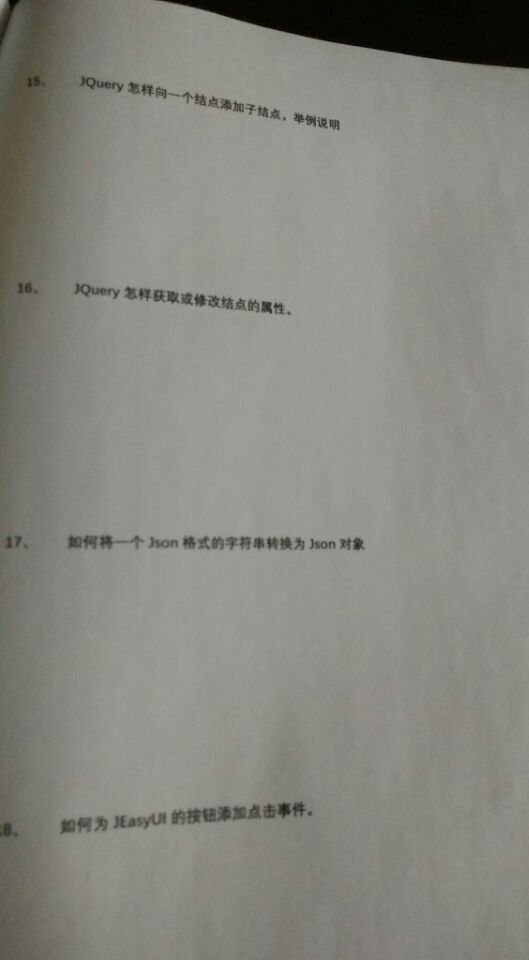 15、 JQuery 怎样向一个结点添加子结点，举例说明
16、 JQuery 怎样获取或修改结点的属性。
17、 如何将一个 Json 格式的字符串转换为 Json 对象
8、 如何为 JEasyUI 的按钮添加点击事件。